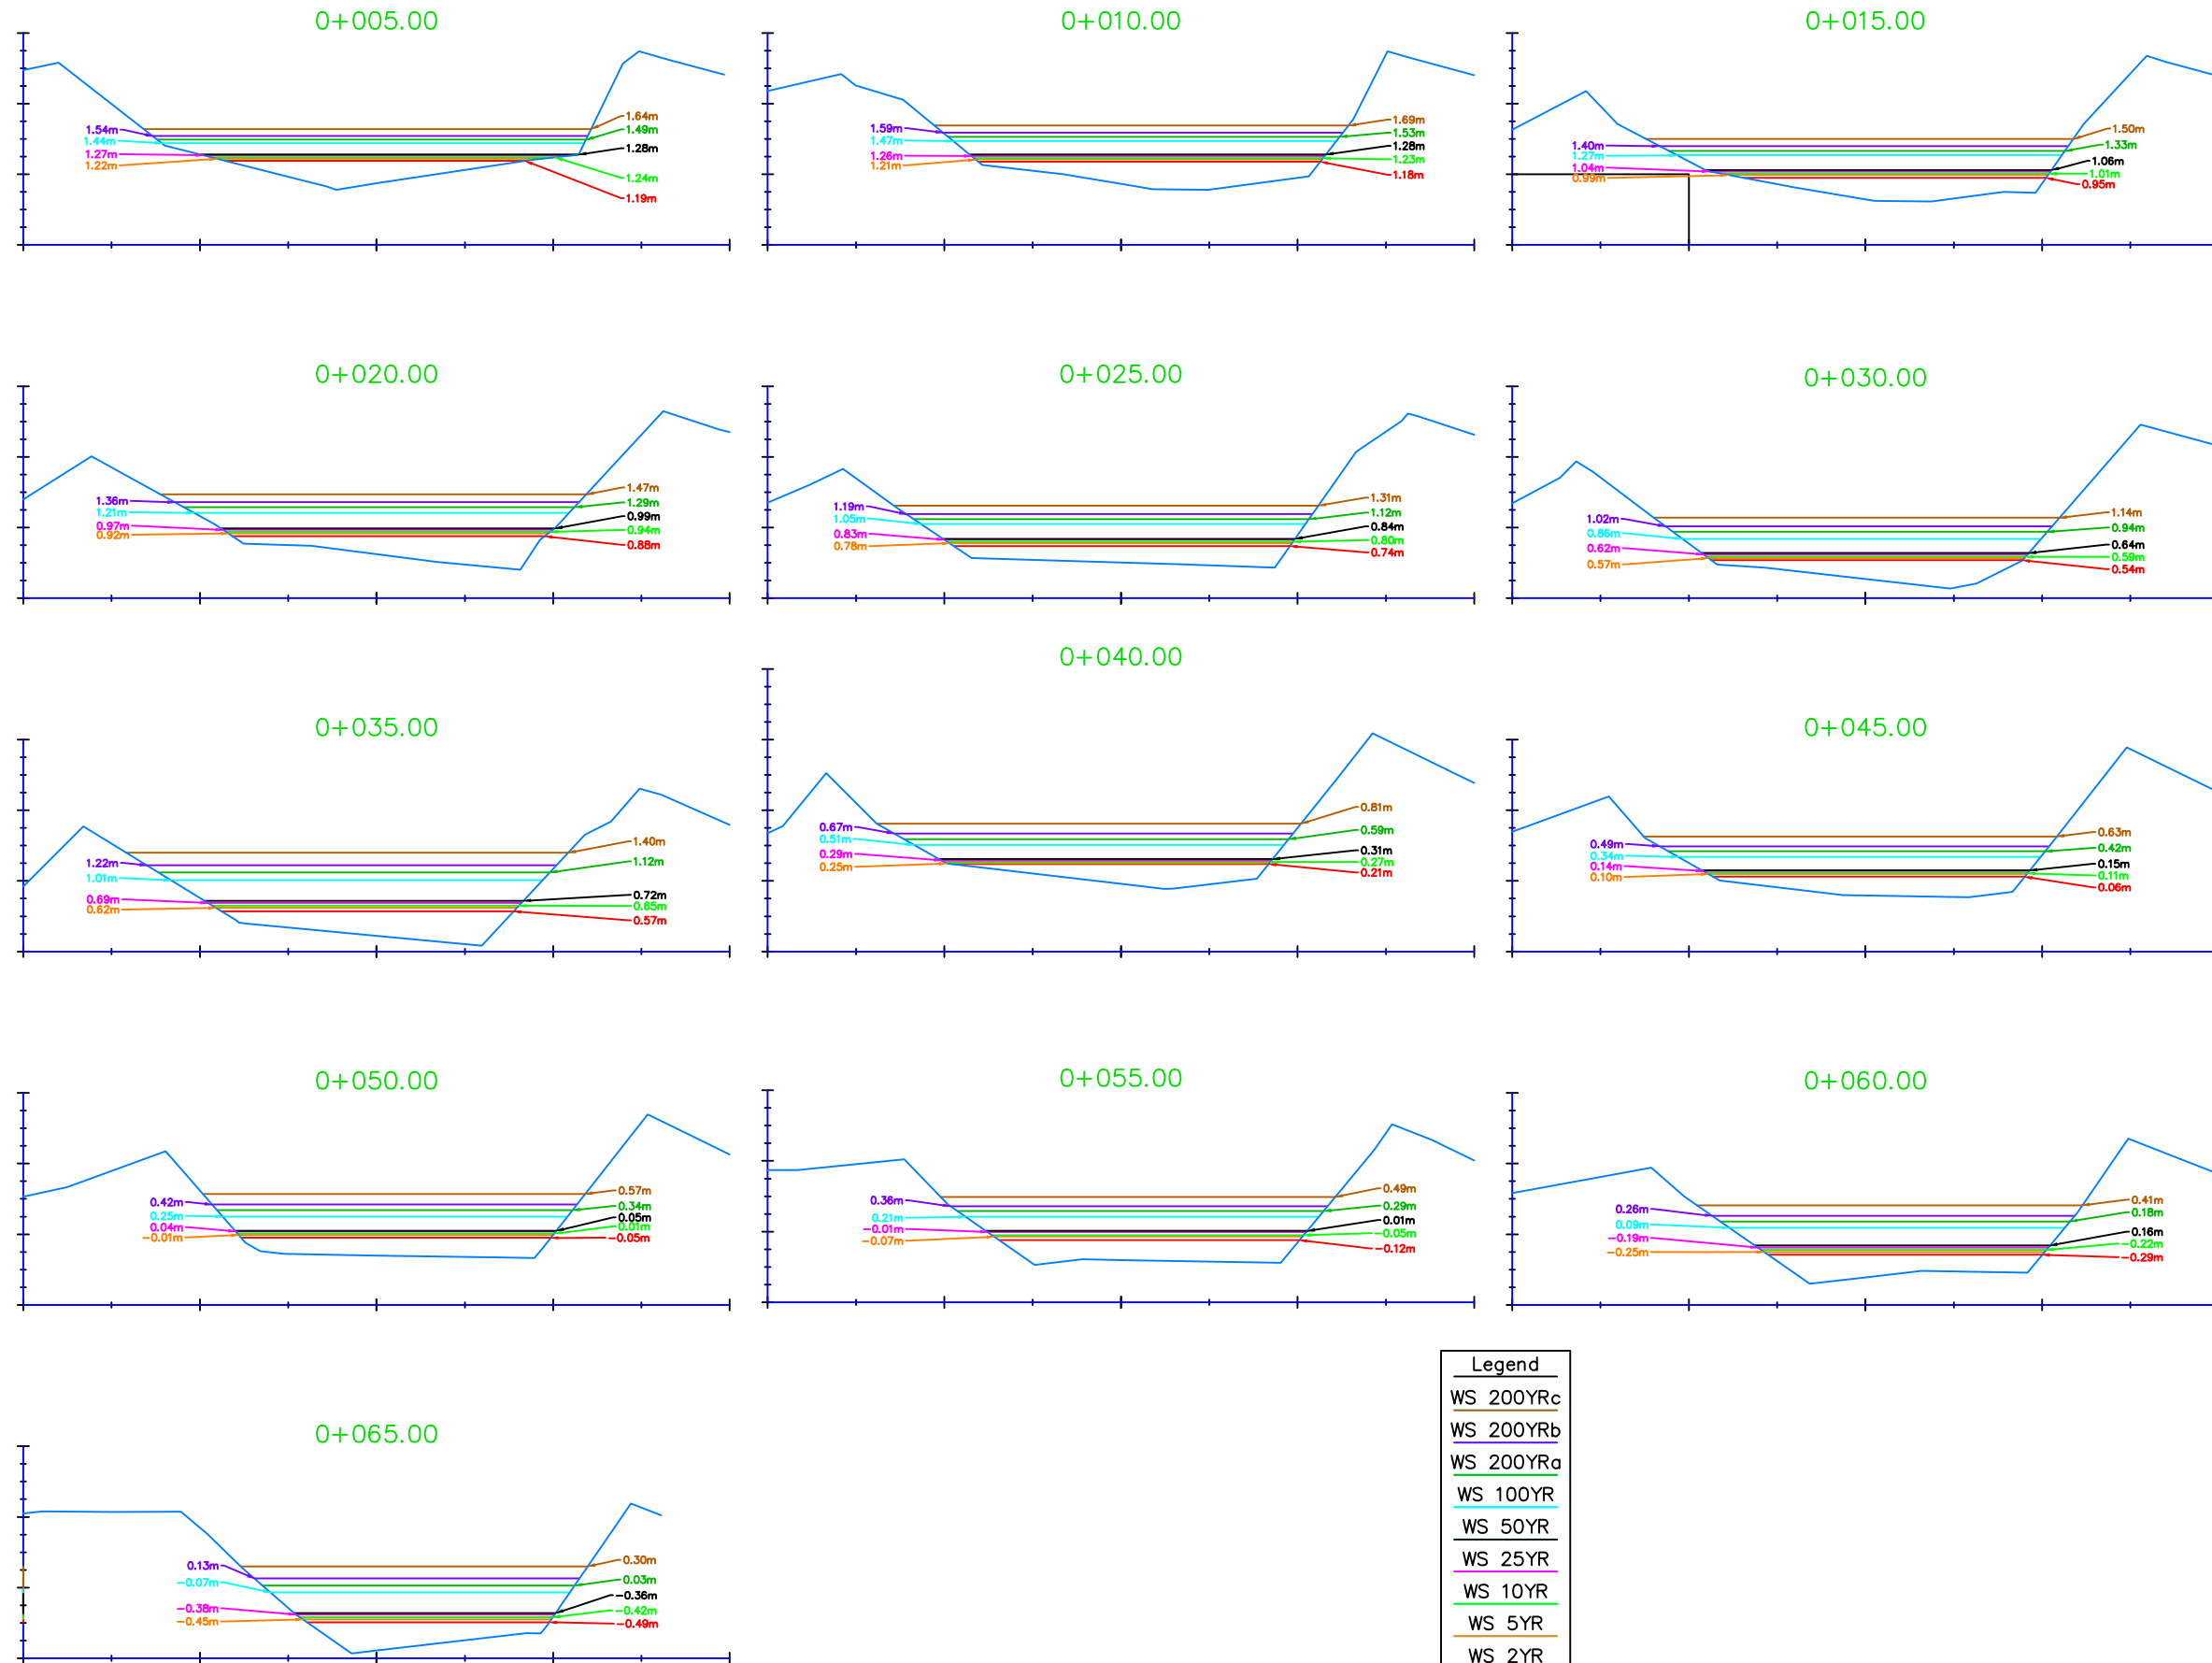 0+005.00
1.64m
1.54m
1.49m
1.44m
1.28m
1.27m
1.22m
1.24m
1.19m
0+010.00
1.69m
1.59m
1.53m
1.47m
1.28m
1.26m
1.23m
1.21m
1.18m
0+015.00
1.50m
1.40m
1.33m
1.27m
1.06m
1.04m
1.01m
0.99m
0.95m
0+020.00
1.47m
1.36m
1.29m
1.21m
0.99m
0.97m
0.94m
0.92m
0.88m
0+025.00
1.31m
1.19m
1.12m
1.05m
0.84m
0.83m
0.80m
0.78m
0.74m
0+030.00
1.14m
1.02m
0.94m
0.86m
0.64m
0.62m
0.59m
0.57m
0.54m
0+035.00
1.40m
1.22m
1.12m
1.01m
0.72m
0.69m
0.65m
0.62m
0.57m
0+040.00
0.81m
0.67m
0.59m
0.51m
0.31m
0.29m
0.27m
0.25m
0.21m
0+045.00
0.63m
0.49m
0.42m
0.34m
0.15m
0.14m
0.11m
0.10m
0.06m
0+050.00
0.57m
0.42m
0.34m
0.25m
0.05m
0.04m
0.01m
-0.01m
-0.05m
0+055.00
0.49m
0.36m
0.29m
0.21m
0.01m
-0.01m
-0.05m
-0.07m
-0.12m
0+060.00
0.41m
0.26m
0.18m
0.09m
0.16m
-0.19m
-0.22m
-0.25m
-0.29m
0+065.00
0.30m
0.13m
0.03m
-0.07m
-0.36m
-0.38m
-0.42m
-0.45m
-0.49m
Legend
WS 200YRc
WS 200YRb
WS 200YRa
WS 100YR
WS 50YR
WS 25YR
WS 10YR
WS 5YR
WS 2YR